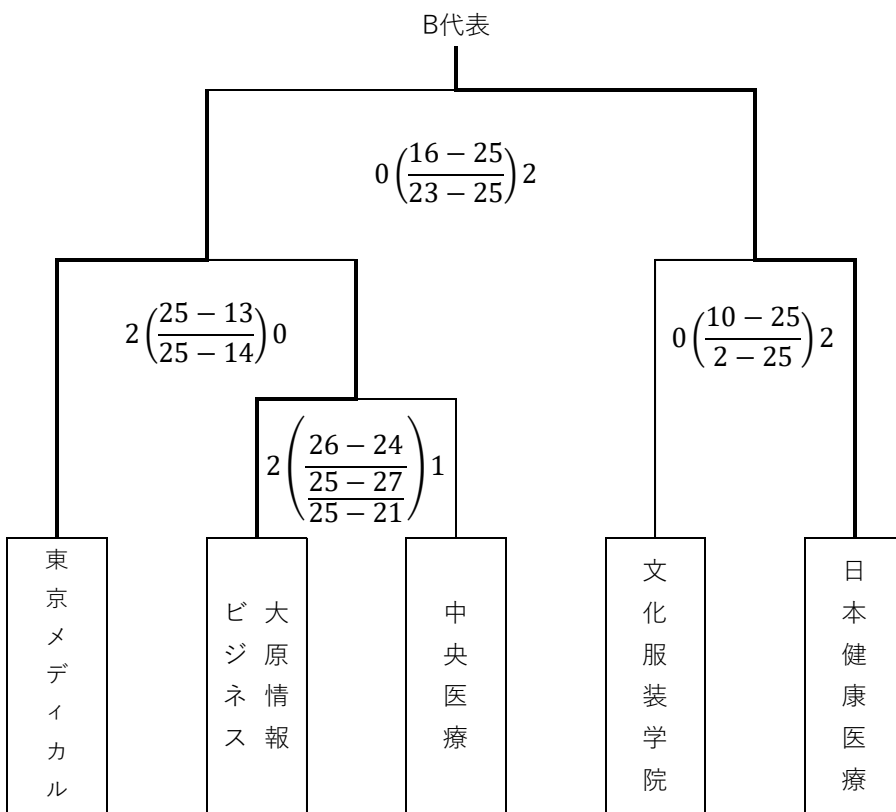 B代表
0 (16 − 25 / 23 − 25) 2
2 (25 − 13 / 25 − 14) 0
0 (10 − 25 / 2 − 25) 2
2 (26 − 24 / 25 − 27 / 25 − 21) 1
東京メディカル
大原情報
ビジネス
中央医療
文化服装学院
日本健康医療